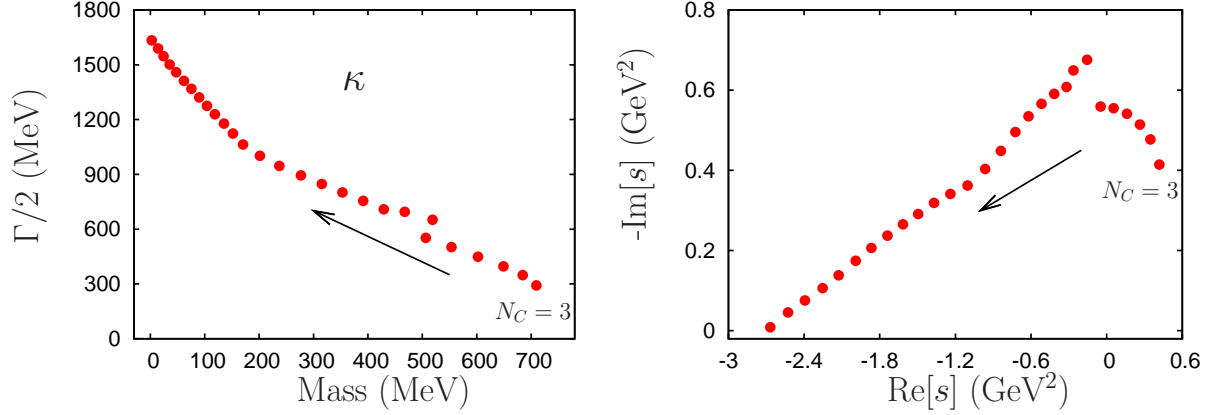 1800
1500
1200
900
600
300
0
Γ/2 (MeV)
κ
N_C = 3
0 100 200 300 400 500 600 700
Mass (MeV)
0.8
0.6
0.4
0.2
0
-Im[s] (GeV²)
N_C = 3
-3 -2.4 -1.8 -1.2 -0.6 0 0.6
Re[s] (GeV²)